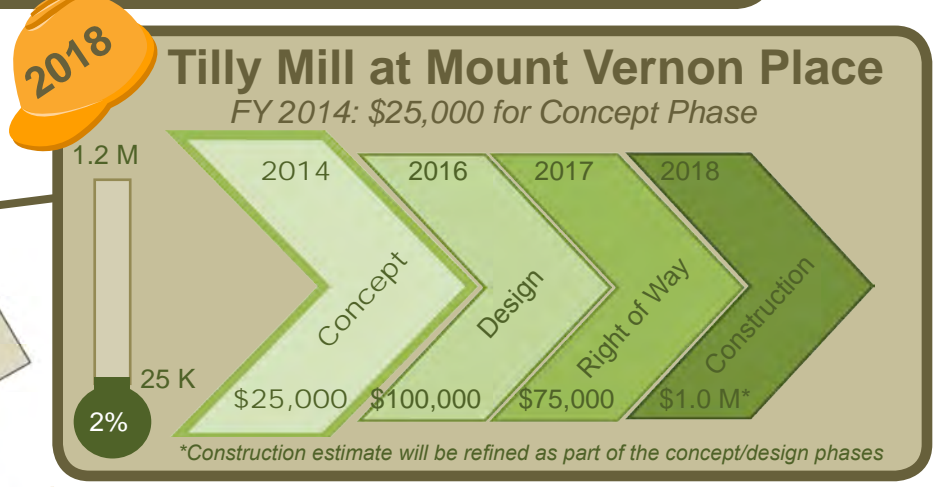 2018
Tilly Mill at Mount Vernon Place
FY 2014: $25,000 for Concept Phase
1.2 M
2014
2016
2017
2018
Concept
Design
Right of Way
Construction
25 K
$25,000
$100,000
$75,000
$1.0 M*
2%
*Construction estimate will be refined as part of the concept/design phases